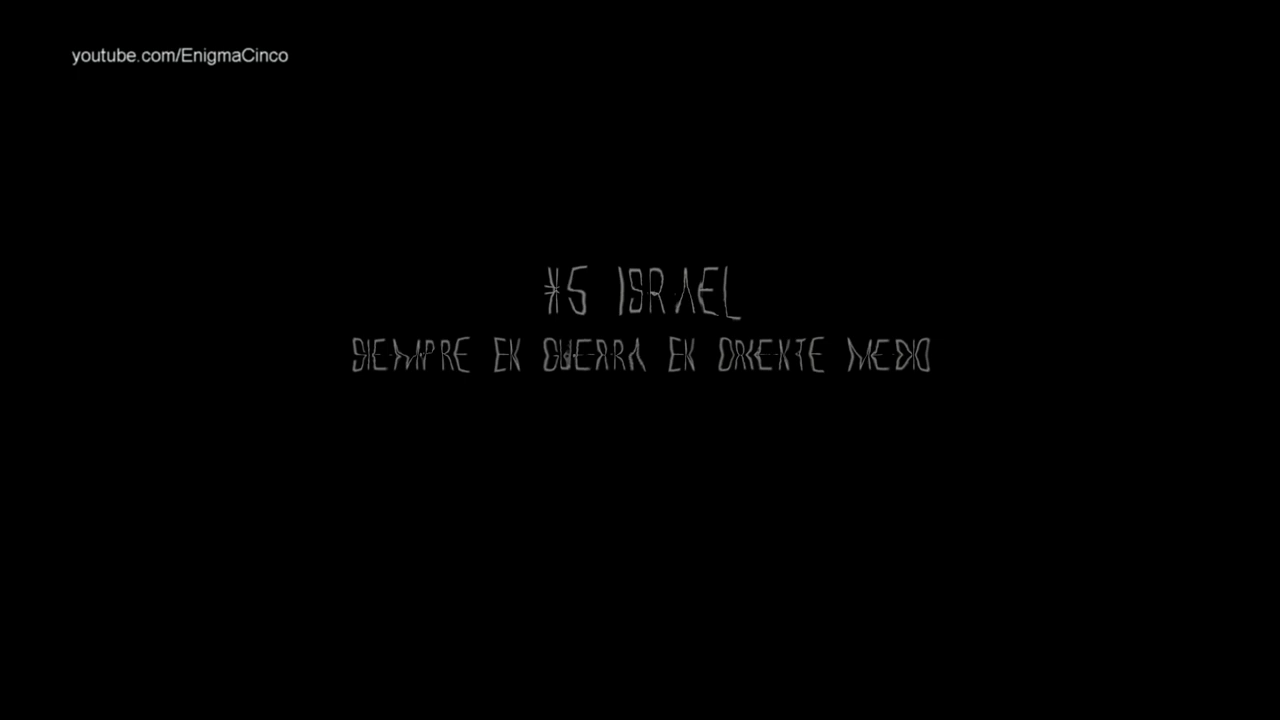 youtube.com/EnigmaCinco
#5 ISRAEL
SIEMPRE EN GUERRA EN ORIENTE MEDIO